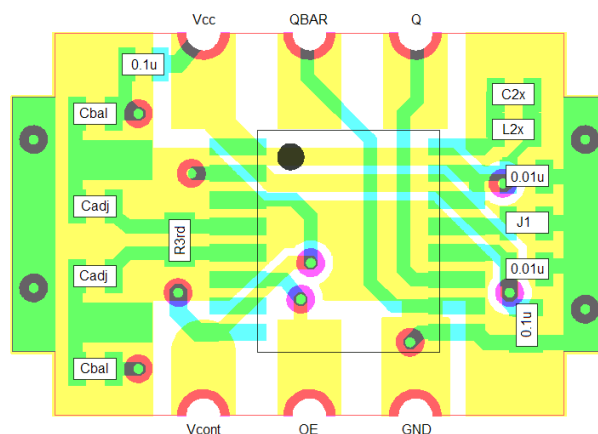 Vcc QBAR Q
0.1u
C2x
Cbal
L2x
0.01u
Cadj
J1
R3rd
0.01u
Cadj
0.1u
Cbal
Vcont OE GND